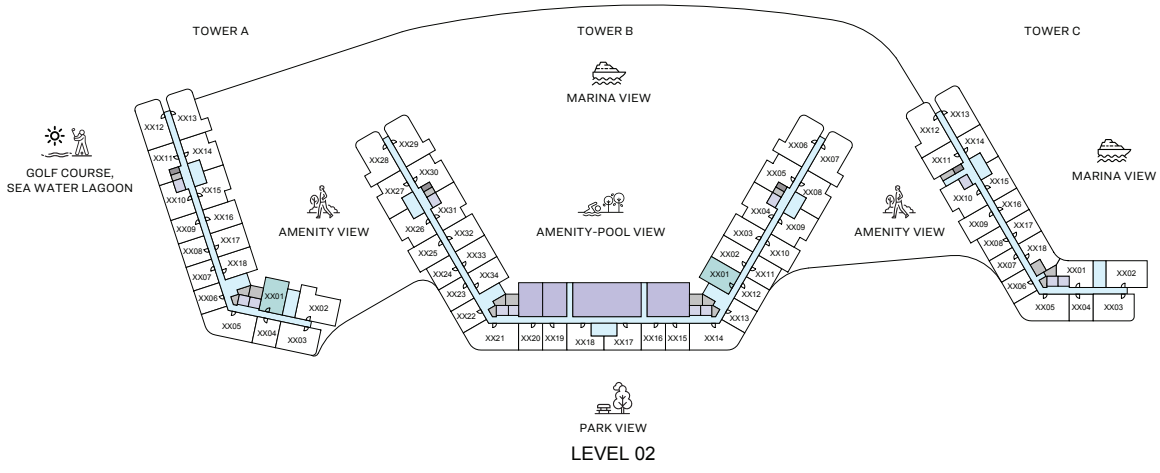 TOWER A
TOWER B
TOWER C
MARINA VIEW
GOLF COURSE,
SEA WATER LAGOON
MARINA VIEW
AMENITY VIEW
AMENITY-POOL VIEW
AMENITY VIEW
XX13
XX12
XX14
XX11
XX15
XX10
XX16
XX09
XX17
XX08
XX18
XX07
XX06
XX01
XX02
XX05
XX04
XX03
XX29
XX28
XX30
XX27
XX31
XX26
XX32
XX25
XX33
XX24
XX34
XX23
XX22
XX21
XX20
XX19
XX18
XX17
XX16
XX15
XX14
XX13
XX12
XX11
XX10
XX09
XX08
XX07
XX06
XX05
XX04
XX03
XX02
XX01
XX13
XX12
XX14
XX11
XX15
XX10
XX16
XX09
XX17
XX08
XX18
XX07
XX06
XX01
XX02
XX05
XX04
XX03
PARK VIEW
LEVEL 02